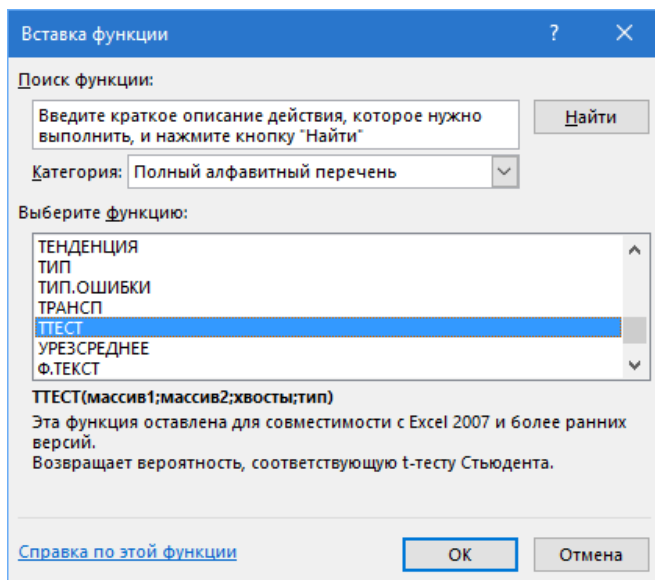 Вставка функции
?
Поиск функции:
Введите краткое описание действия, которое нужно
выполнить, и нажмите кнопку "Найти"
Найти
Категория: Полный алфавитный перечень
Выберите функцию:
ТЕНДЕНЦИЯ
ТИП
ТИП.ОШИБКИ
ТРАНСП
ТТЕСТ
УРЕЗСРЕДНЕЕ
Ф.ТЕКСТ
ТТЕСТ(массив1;массив2;хвосты;тип)
Эта функция оставлена для совместимости с Excel 2007 и более ранних
версий.
Возвращает вероятность, соответствующую t-тесту Стьюдента.
Справка по этой функции
ОК
Отмена